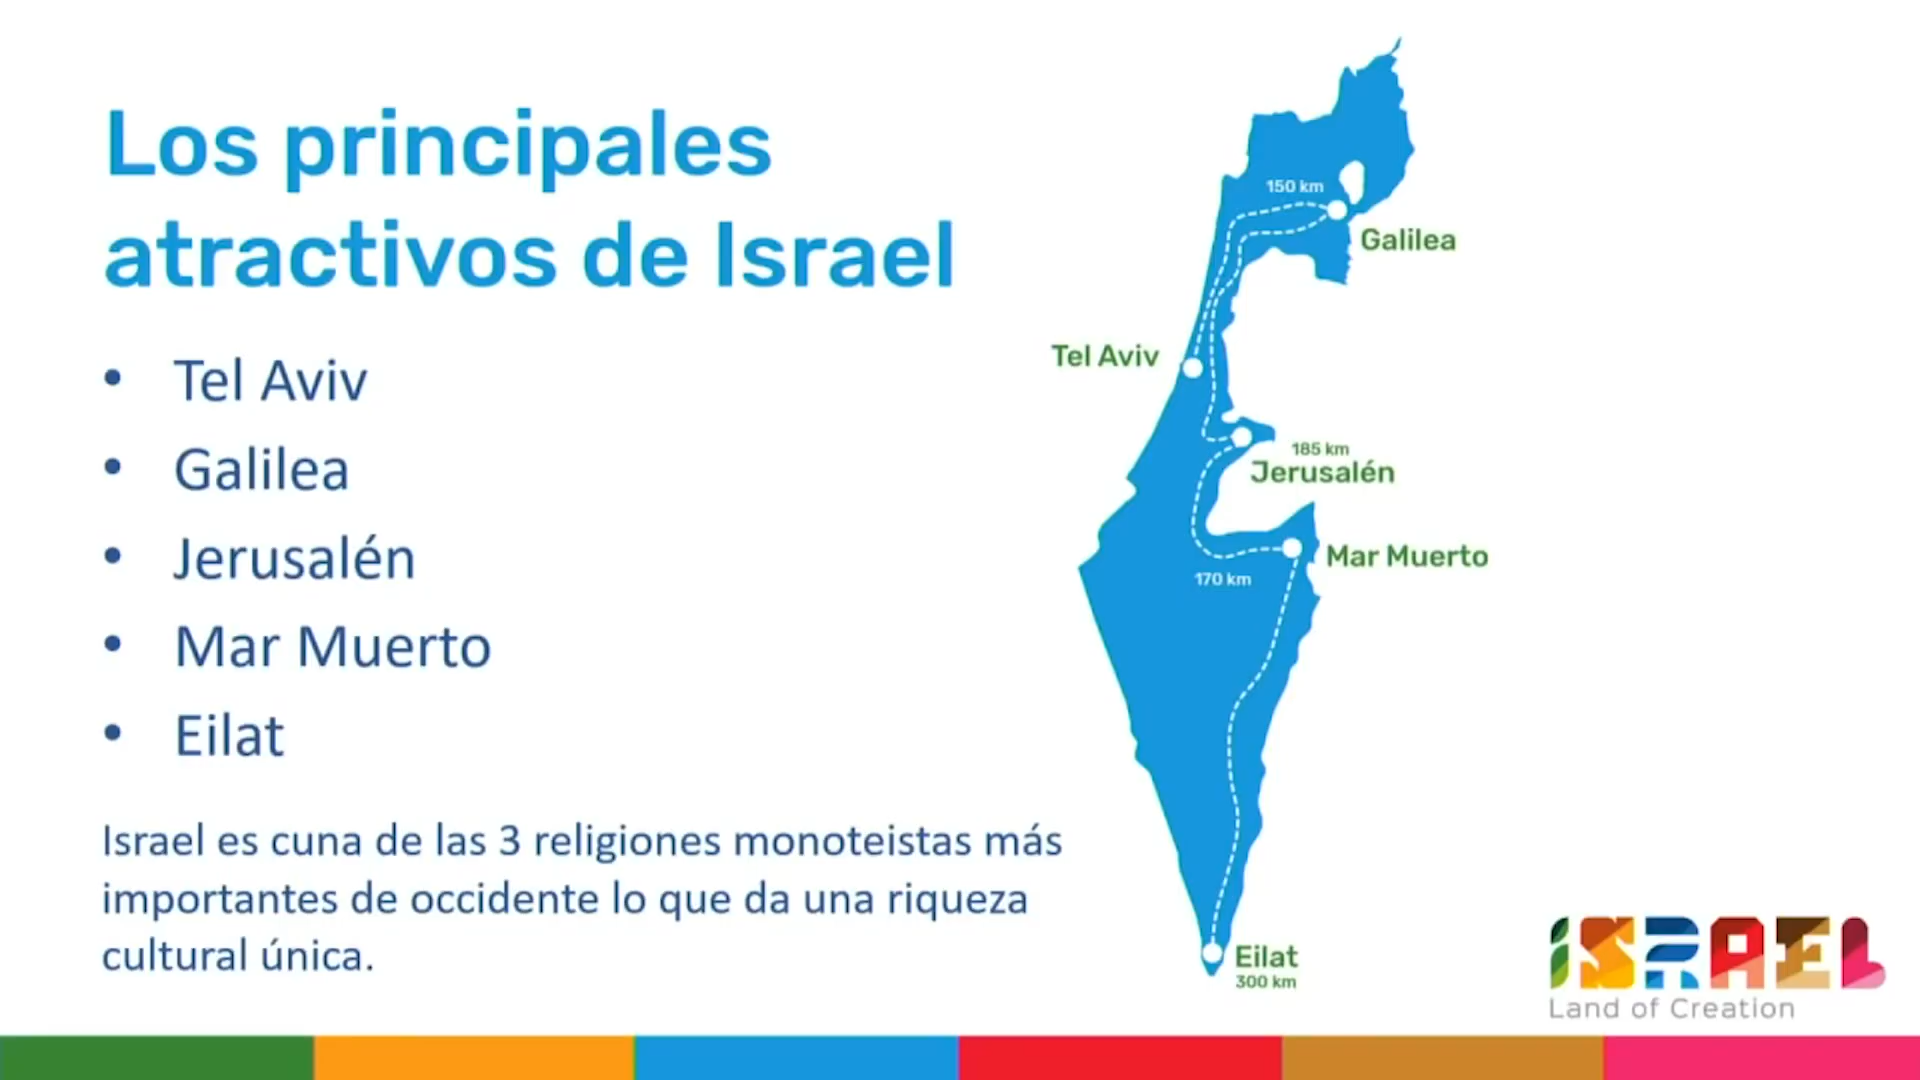 Los principales
atractivos de Israel
• Tel Aviv
• Galilea
• Jerusalén
• Mar Muerto
• Eilat
Israel es cuna de las 3 religiones monoteistas más
importantes de occidente lo que da una riqueza
cultural única.
150 km
Galilea
Tel Aviv
185 km
Jerusalén
Mar Muerto
170 km
Eilat
300 km
ISRAEL
Land of Creation